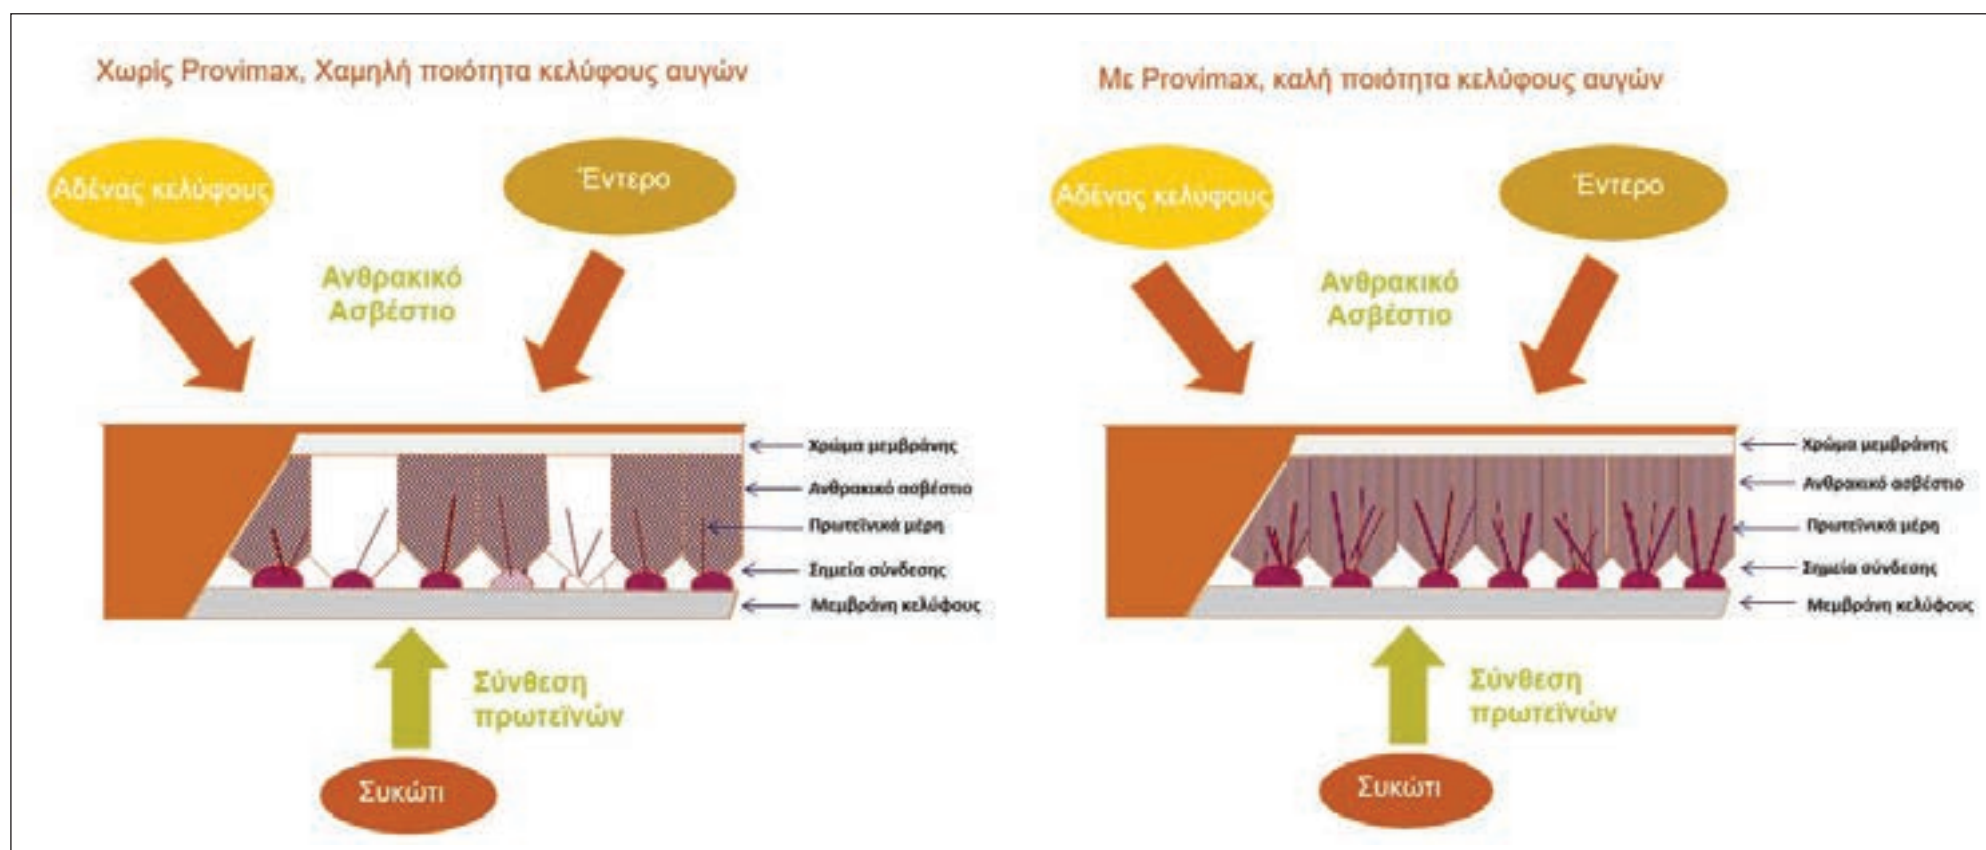 Χωρίς Provimax, Χαμηλή ποιότητα κελύφους αυγών
Αδένας κελύφους
Έντερο
Ανθρακικό
Ασβέστιο
Χρώμα μεμβράνης
Ανθρακικό ασβέστιο
Πρωτεϊνικά μέρη
Σημεία σύνδεσης
Μεμβράνη κελύφους
Σύνθεση
πρωτεϊνών
Συκώτι
Με Provimax, καλή ποιότητα κελύφους αυγών
Αδένας κελύφους
Έντερο
Ανθρακικό
Ασβέστιο
Χρώμα μεμβράνης
Ανθρακικό ασβέστιο
Πρωτεϊνικά μέρη
Σημεία σύνδεσης
Μεμβράνη κελύφους
Σύνθεση
πρωτεϊνών
Συκώτι